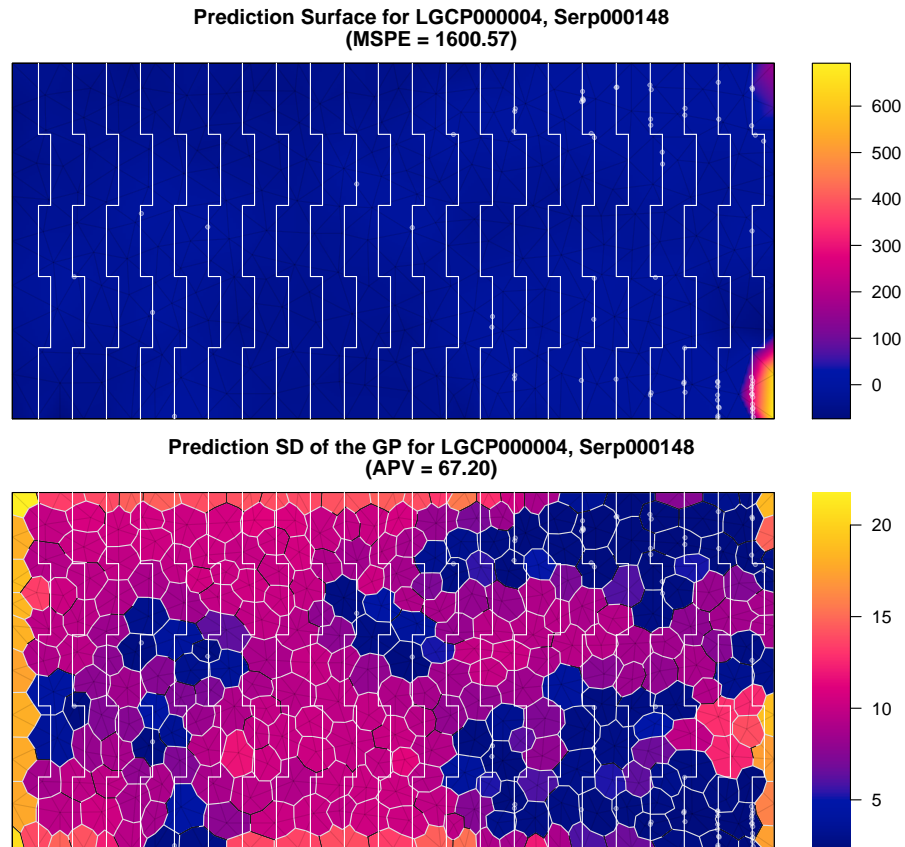 Prediction Surface for LGCP000004, Serp000148
(MSPE = 1600.57)
600
500
400
300
200
100
0
Prediction SD of the GP for LGCP000004, Serp000148
(APV = 67.20)
20
15
10
5